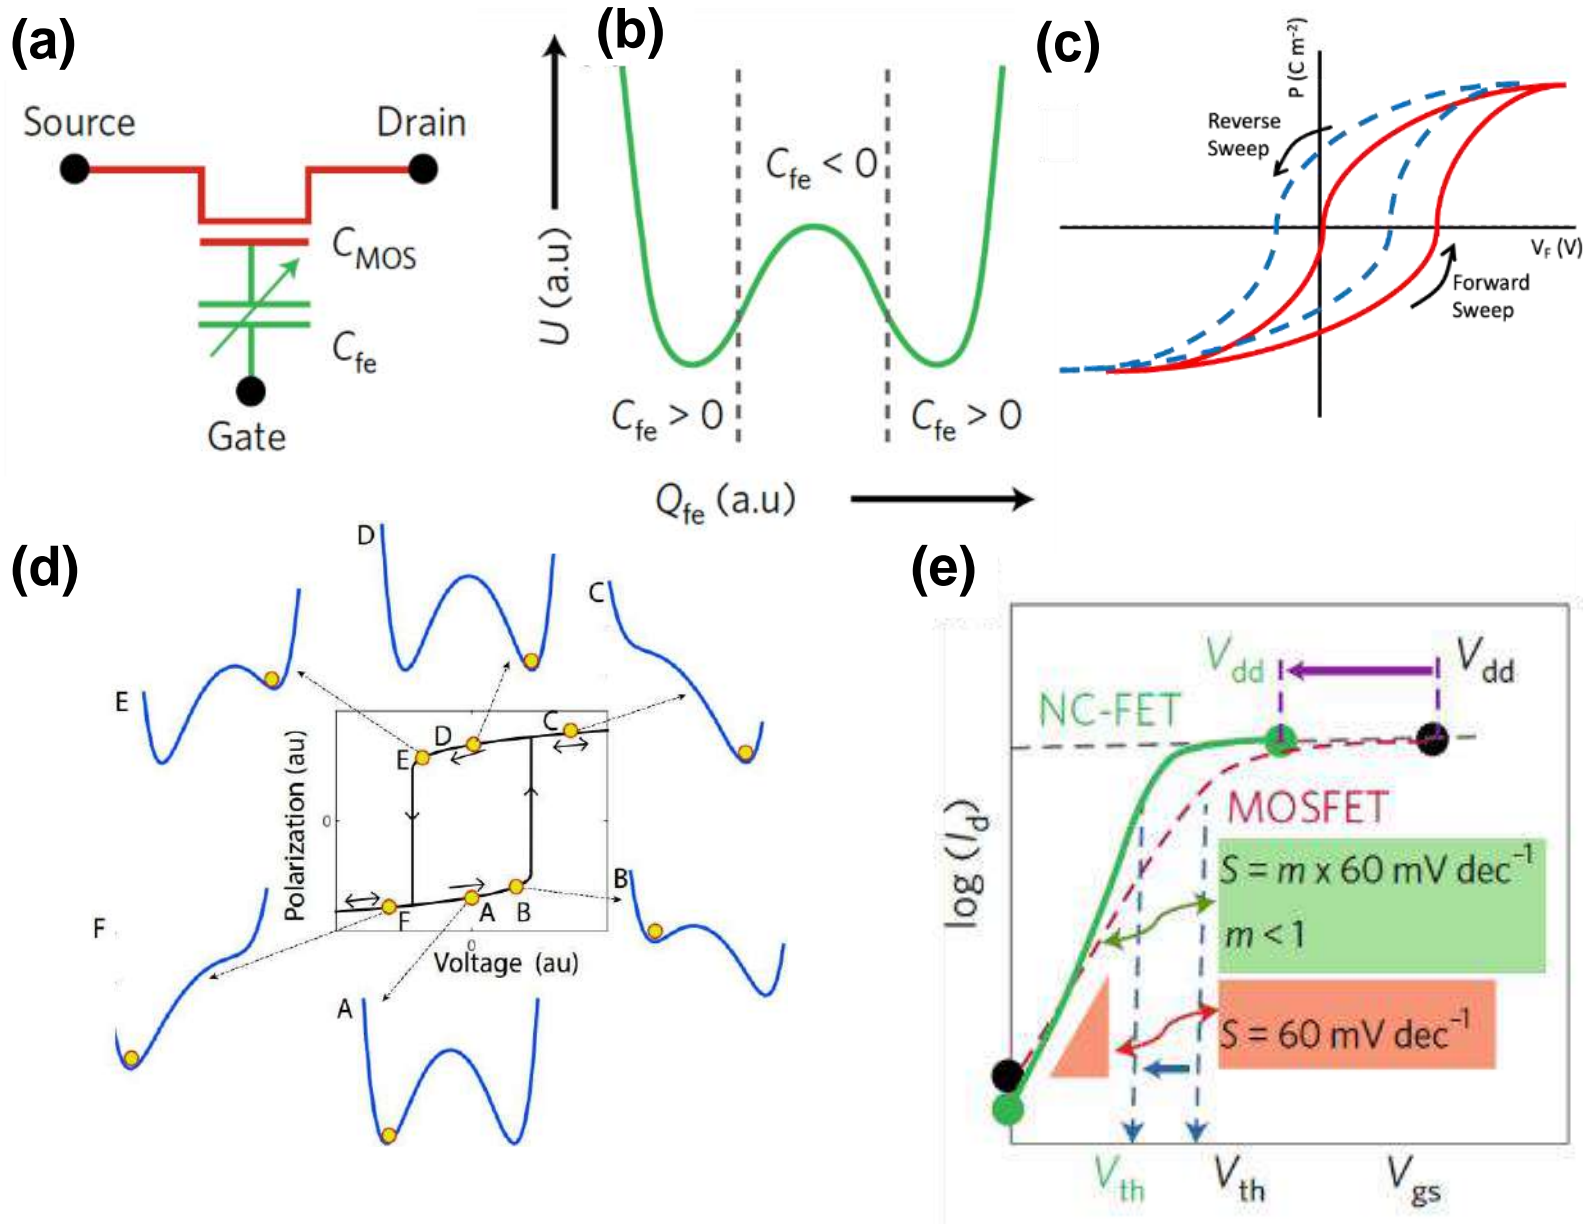 (a)
Source
Drain
C_MOS
C_fe
Gate
(b)
U (a.u)
C_fe < 0
C_fe > 0
C_fe > 0
Q_fe (a.u)
(c)
P (C m⁻²)
Reverse
Sweep
V_F (V)
Forward
Sweep
(d)
D
C
E
B
F
A
D
C
E
F
A
B
0
0
Polarization (au)
Voltage (au)
(e)
V_dd
V_dd
NC-FET
MOSFET
S = m x 60 mV dec⁻¹
m < 1
S = 60 mV dec⁻¹
log (I_d)
V_th
V_th
V_gs